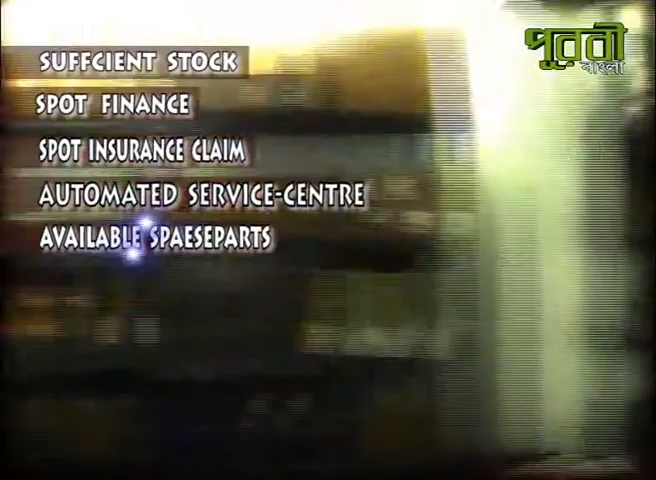 পুরবী
বাংলা
SUFFCIENT STOCK
SPOT FINANCE
SPOT INSURANCE CLAIM
AUTOMATED SERVICE-CENTRE
AVAILABLE SPAESEPARTS